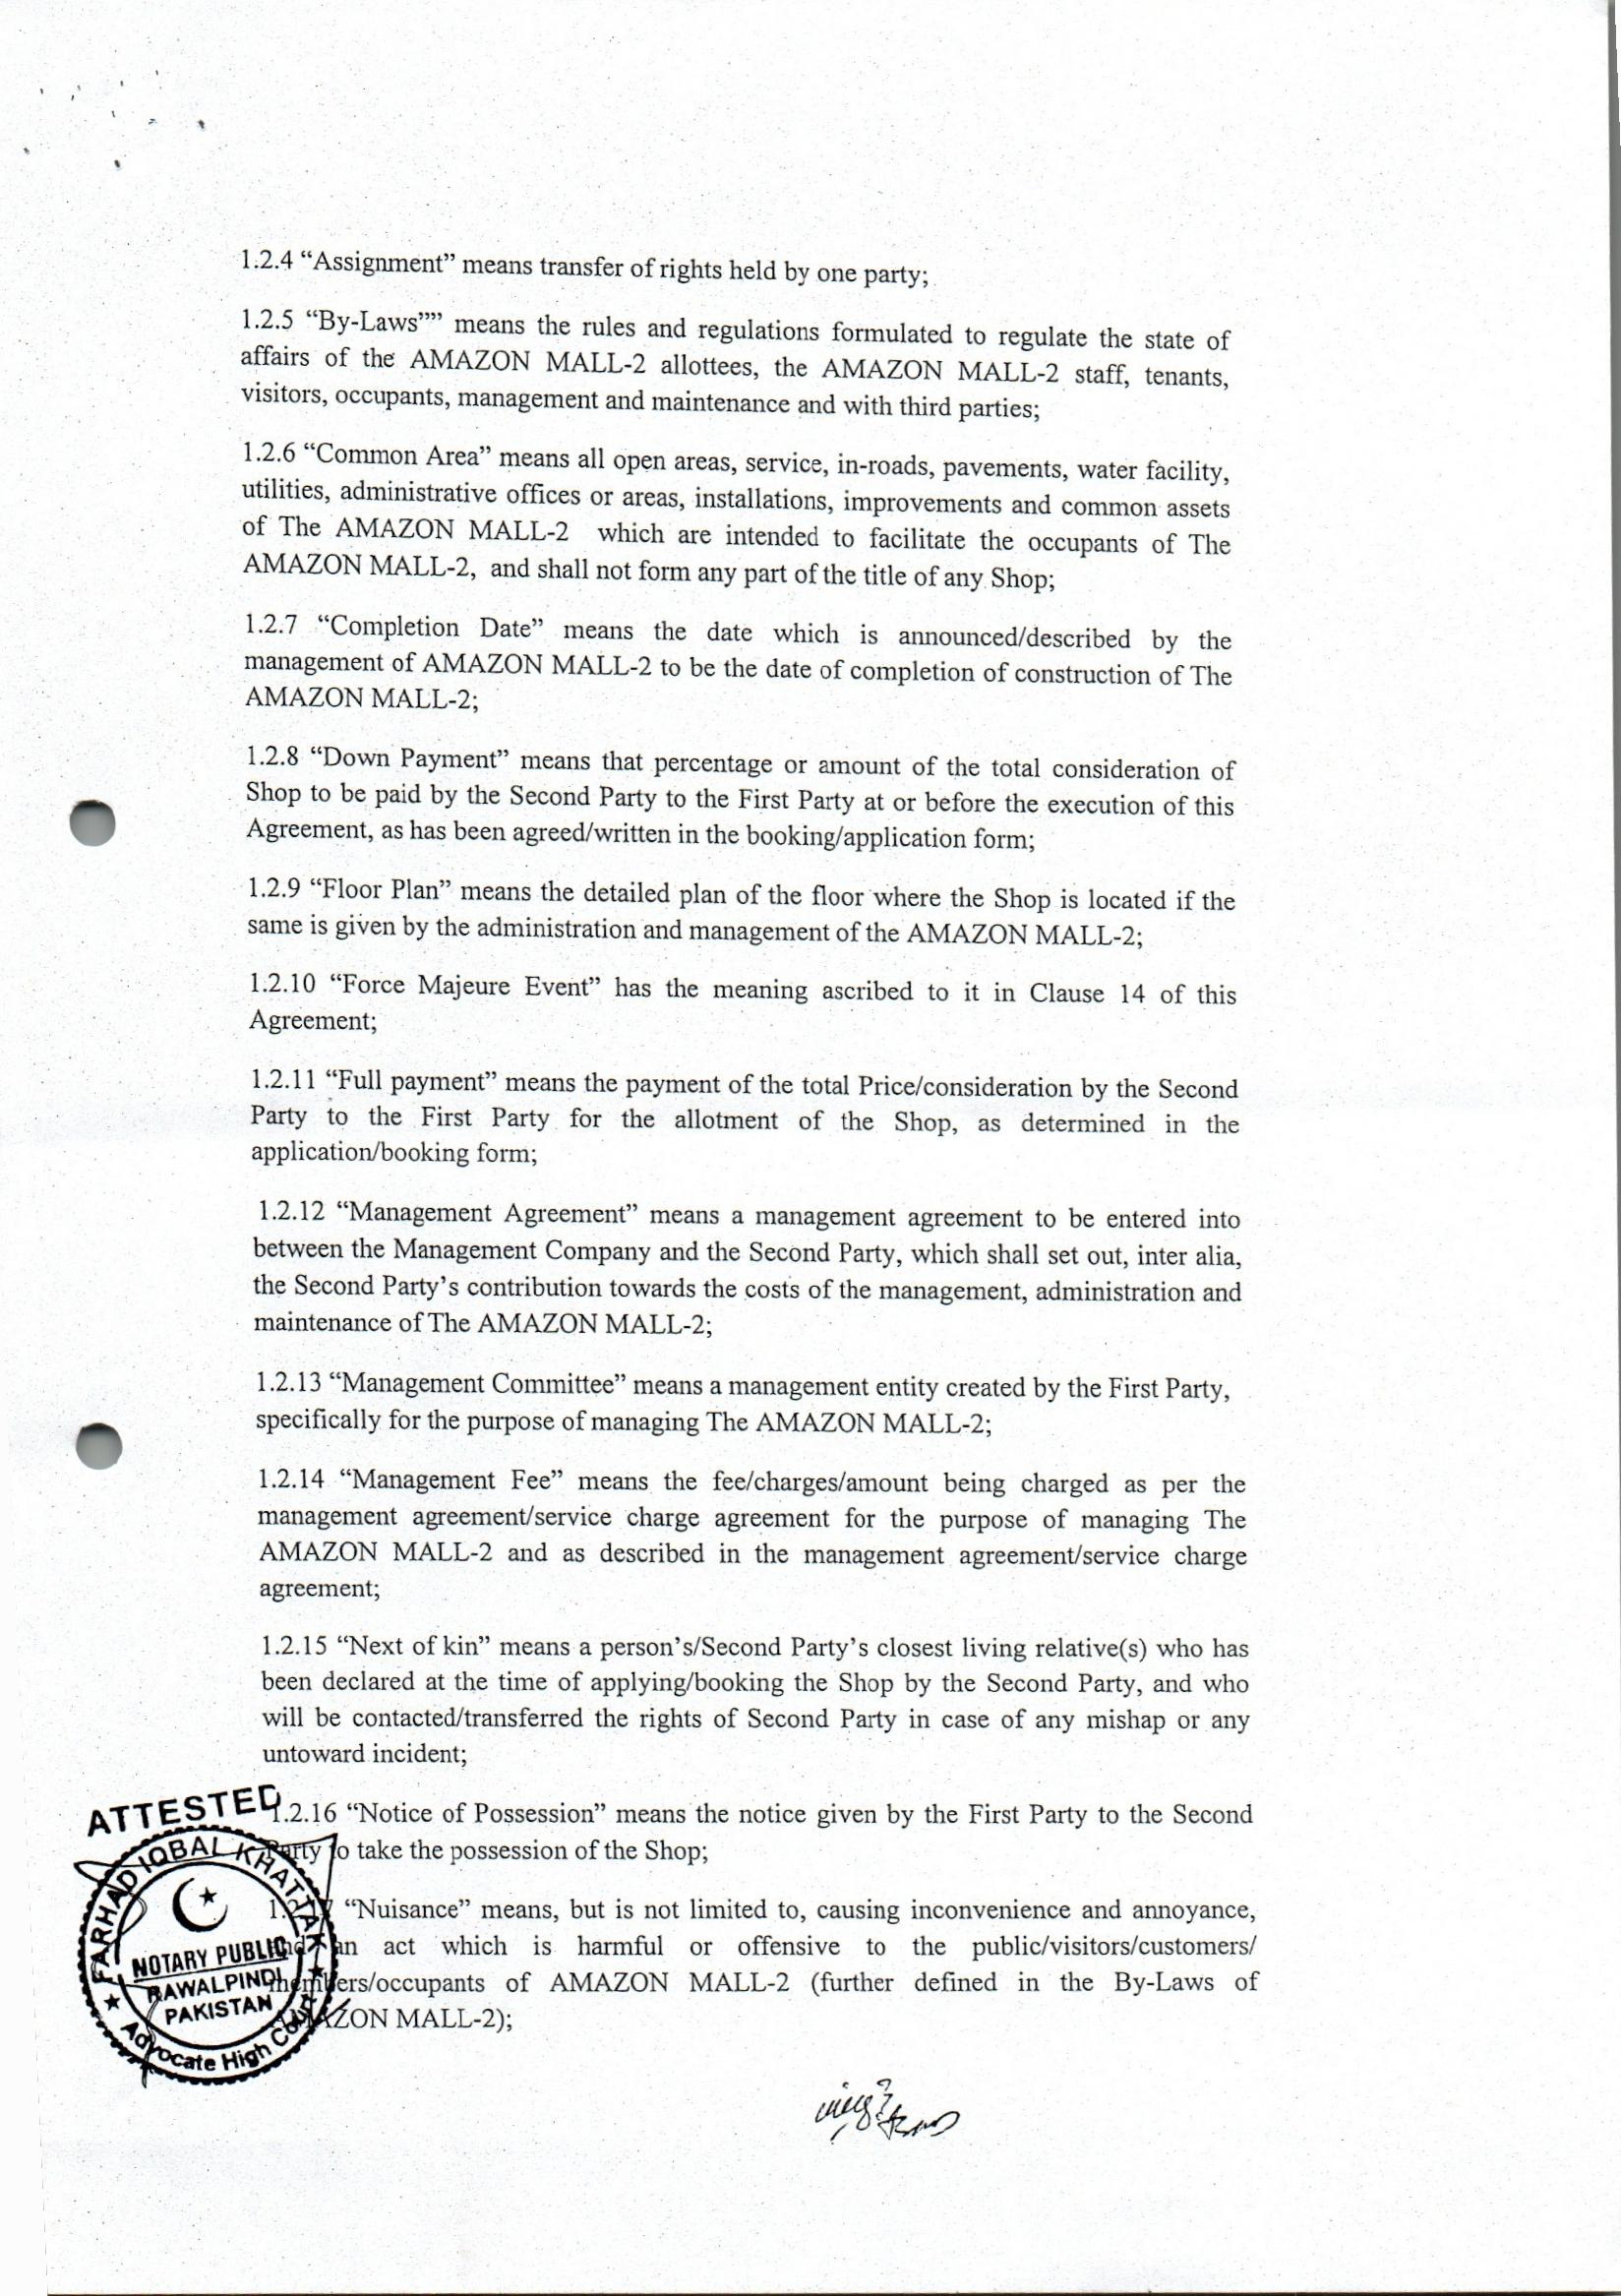 1.2.4 “Assignment” means transfer of rights held by one party;
1.2.5 “By-Laws”” means the rules and regulations formulated to regulate the state of
affairs of the AMAZON MALL-2 allottees, the AMAZON MALL-2 staff, tenants,
visitors, occupants, management and maintenance and with third parties;
1.2.6 “Common Area” means all open areas, service, in-roads, pavements, water facility,
utilities, administrative offices or areas, installations, improvements and common assets
of The AMAZON MALL-2 which are intended to facilitate the occupants of The
AMAZON MALL-2, and shall not form any part of the title of any Shop;
1.2.7 “Completion Date” means the date which is announced/described by the
management of AMAZON MALL-2 to be the date of completion of construction of The
AMAZON MALL-2;
1.2.8 “Down Payment” means that percentage or amount of the total consideration of
Shop to be paid by the Second Party to the First Party at or before the execution of this
Agreement, as has been agreed/written in the booking/application form;
1.2.9 “Floor Plan” means the detailed plan of the floor where the Shop is located if the
same is given by the administration and management of the AMAZON MALL-2;
1.2.10 “Force Majeure Event” has the meaning ascribed to it in Clause 14 of this
Agreement;
1.2.11 “Full payment” means the payment of the total Price/consideration by the Second
Party to the First Party for the allotment of the Shop, as determined in the
application/booking form;
1.2.12 “Management Agreement” means a management agreement to be entered into
between the Management Company and the Second Party, which shall set out, inter alia,
the Second Party’s contribution towards the costs of the management, administration and
maintenance of The AMAZON MALL-2;
1.2.13 “Management Committee” means a management entity created by the First Party,
specifically for the purpose of managing The AMAZON MALL-2;
1.2.14 “Management Fee” means the fee/charges/amount being charged as per the
management agreement/service charge agreement for the purpose of managing The
AMAZON MALL-2 and as described in the management agreement/service charge
agreement;
1.2.15 “Next of kin” means a person’s/Second Party’s closest living relative(s) who has
been declared at the time of applying/booking the Shop by the Second Party, and who
will be contacted/transferred the rights of Second Party in case of any mishap or any
untoward incident;
1.2.16 “Notice of Possession” means the notice given by the First Party to the Second
Party to take the possession of the Shop;
“Nuisance” means, but is not limited to, causing inconvenience and annoyance,
an act which is harmful or offensive to the public/visitors/customers/
members/occupants of AMAZON MALL-2 (further defined in the By-Laws of
AMAZON MALL-2);
ATTESTED
FARHAD IQBAL KHATTAK
NOTARY PUBLIC
RAWALPINDI
PAKISTAN
Advocate High Court